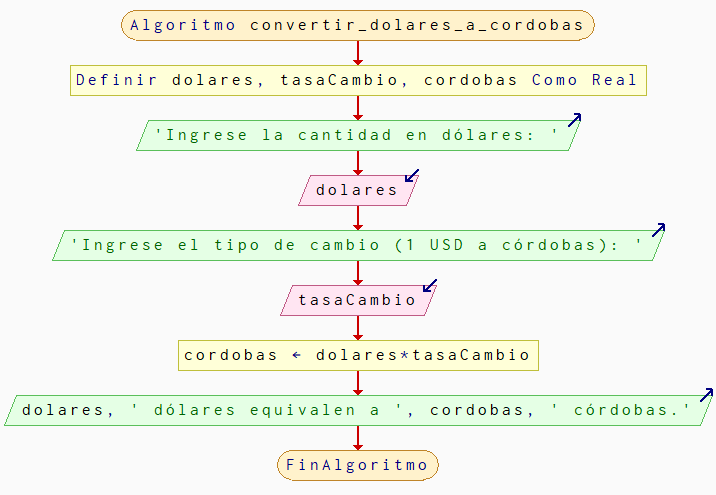 Algoritmo convertir_dolares_a_cordobas
Definir dolares, tasaCambio, cordobas Como Real
'Ingrese la cantidad en dólares: '
dolares
'Ingrese el tipo de cambio (1 USD a córdobas): '
tasaCambio
cordobas ← dolares*tasaCambio
dolares, ' dólares equivalen a ', cordobas, ' córdobas.'
FinAlgoritmo